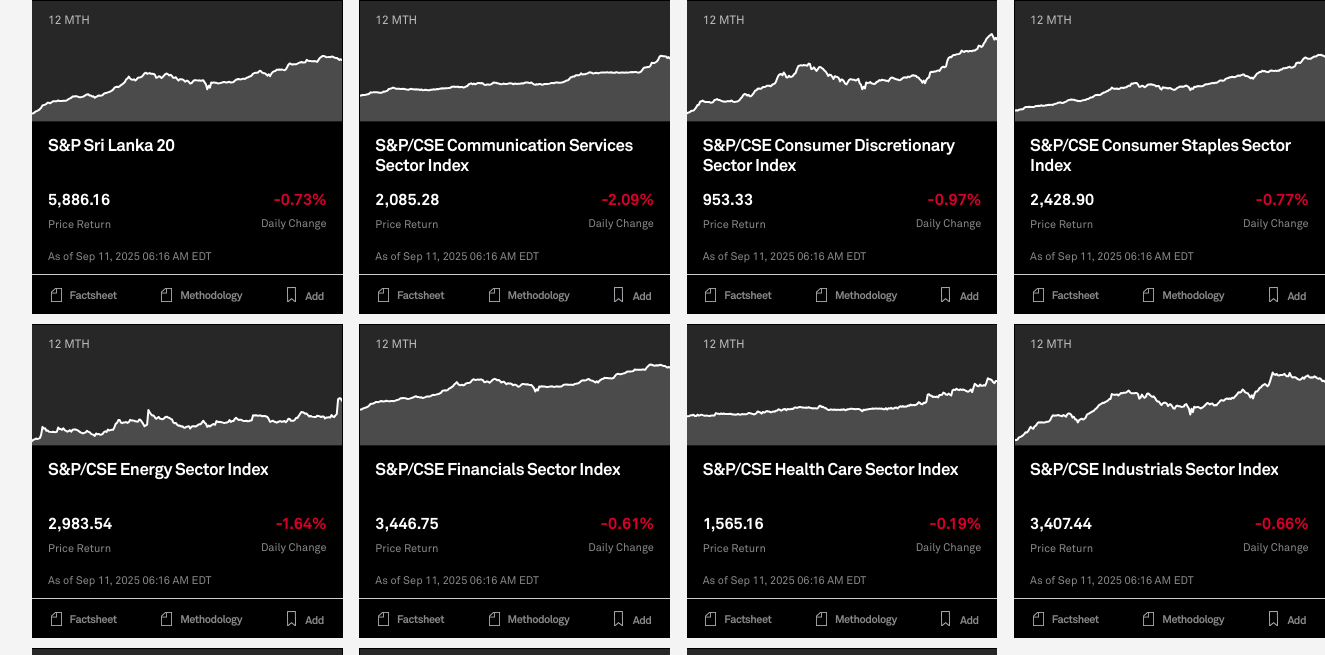 12 MTH
S&P Sri Lanka 20
5,886.16
-0.73%
Price Return
Daily Change
As of Sep 11, 2025 06:16 AM EDT
Factsheet
Methodology
Add
12 MTH
S&P/CSE Communication Services
Sector Index
2,085.28
-2.09%
Price Return
Daily Change
As of Sep 11, 2025 06:16 AM EDT
Factsheet
Methodology
Add
12 MTH
S&P/CSE Consumer Discretionary
Sector Index
953.33
-0.97%
Price Return
Daily Change
As of Sep 11, 2025 06:16 AM EDT
Factsheet
Methodology
Add
12 MTH
S&P/CSE Consumer Staples Sector
Index
2,428.90
-0.77%
Price Return
Daily Change
As of Sep 11, 2025 06:16 AM EDT
Factsheet
Methodology
Add
12 MTH
S&P/CSE Energy Sector Index
2,983.54
-1.64%
Price Return
Daily Change
As of Sep 11, 2025 06:16 AM EDT
Factsheet
Methodology
Add
12 MTH
S&P/CSE Financials Sector Index
3,446.75
-0.61%
Price Return
Daily Change
As of Sep 11, 2025 06:16 AM EDT
Factsheet
Methodology
Add
12 MTH
S&P/CSE Health Care Sector Index
1,565.16
-0.19%
Price Return
Daily Change
As of Sep 11, 2025 06:16 AM EDT
Factsheet
Methodology
Add
12 MTH
S&P/CSE Industrials Sector Index
3,407.44
-0.66%
Price Return
Daily Change
As of Sep 11, 2025 06:16 AM EDT
Factsheet
Methodology
Add